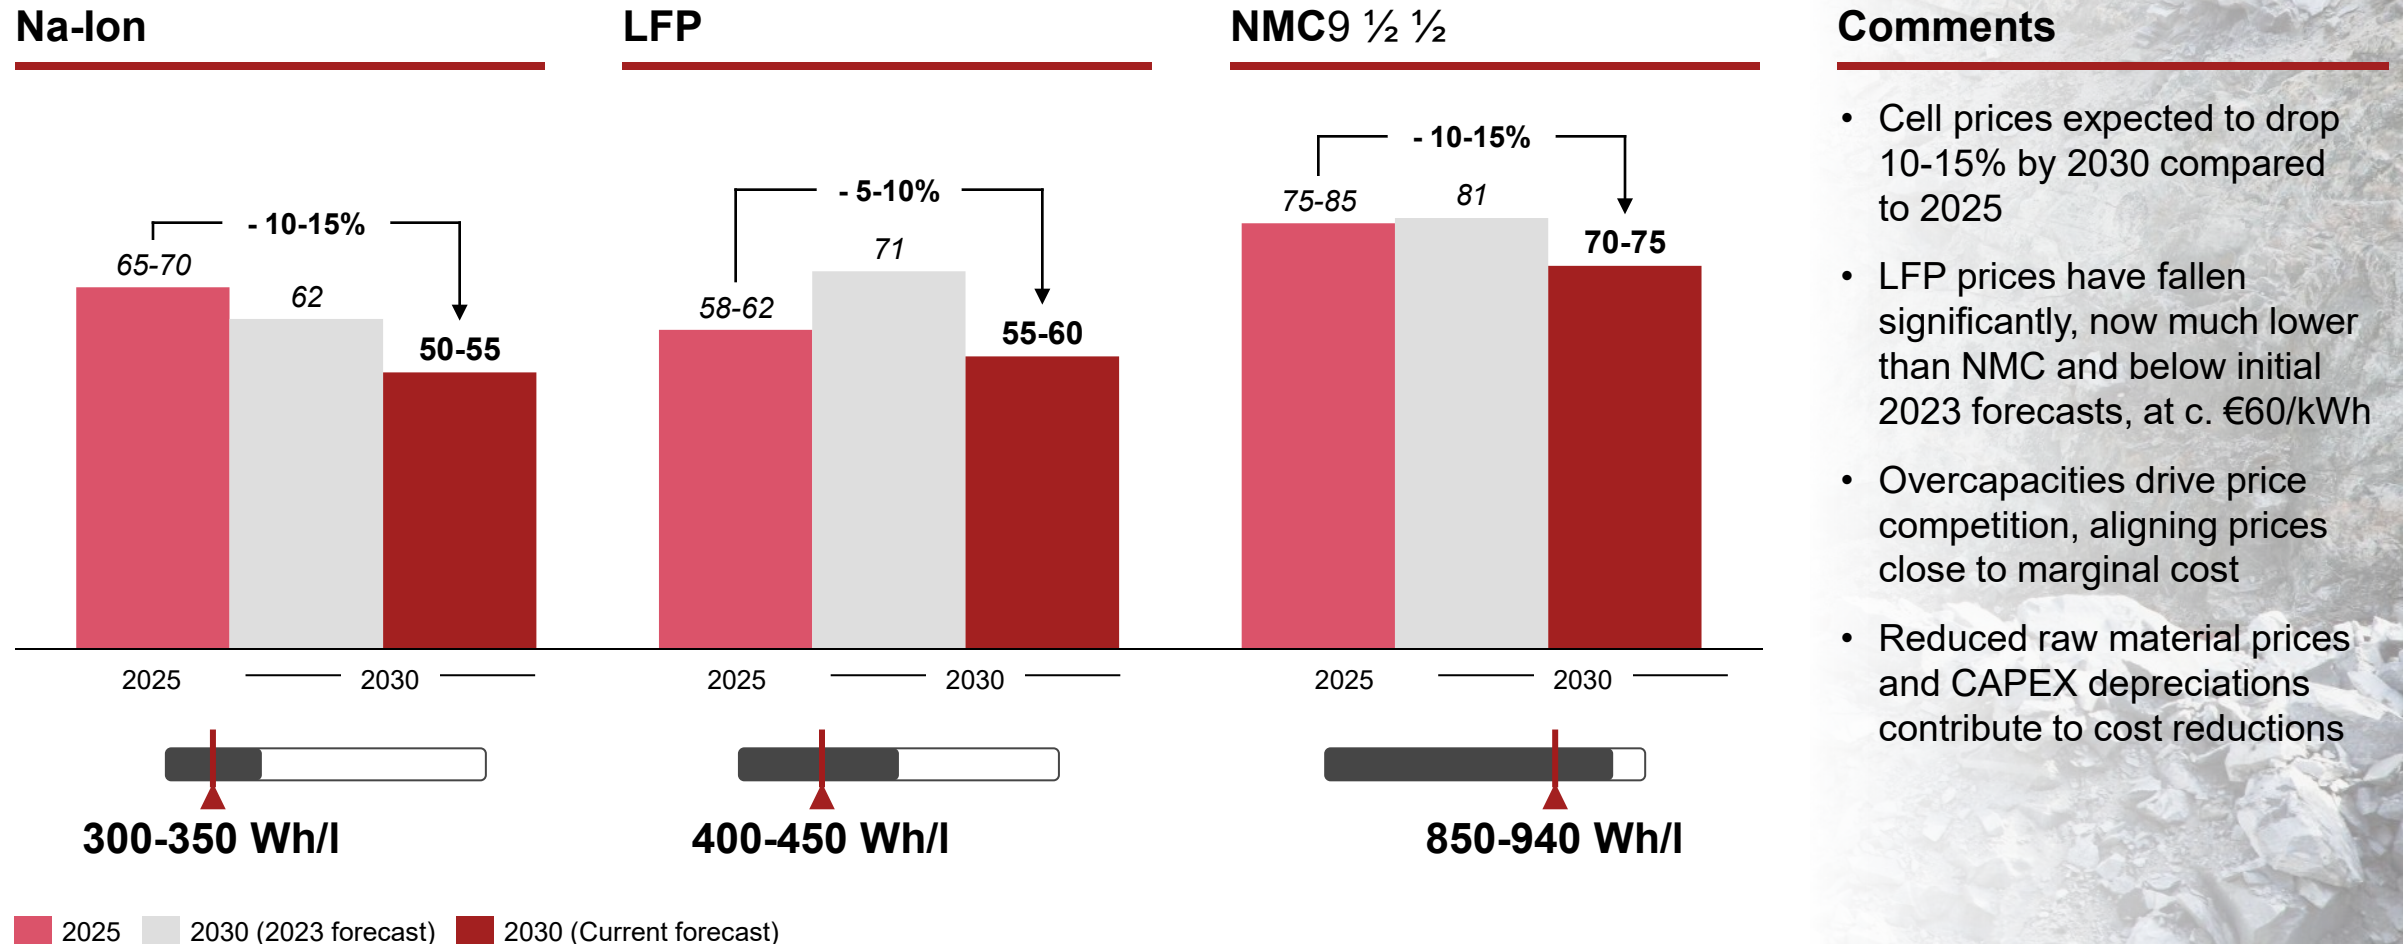 Na-Ion
- 10-15%
65-70
62
50-55
2025
2030
300-350 Wh/l
LFP
- 5-10%
58-62
71
55-60
2025
2030
400-450 Wh/l
NMC9 ½ ½
- 10-15%
75-85
81
70-75
2025
2030
850-940 Wh/l
Comments
• Cell prices expected to drop
10-15% by 2030 compared
to 2025
• LFP prices have fallen
significantly, now much lower
than NMC and below initial
2023 forecasts, at c. €60/kWh
• Overcapacities drive price
competition, aligning prices
close to marginal cost
• Reduced raw material prices
and CAPEX depreciations
contribute to cost reductions
2025
2030 (2023 forecast)
2030 (Current forecast)